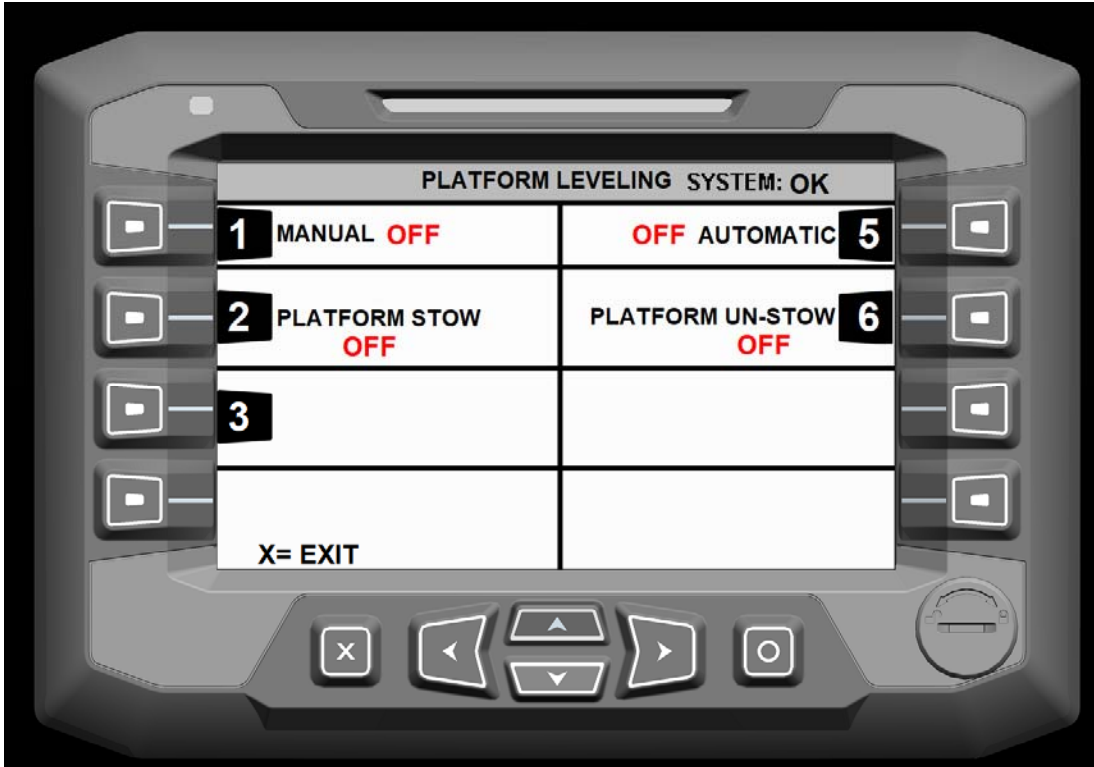 PLATFORM LEVELING SYSTEM: OK
1 MANUAL OFF
OFF AUTOMATIC 5
2 PLATFORM STOW
OFF
PLATFORM UN-STOW 6
OFF
3
X= EXIT
X
O